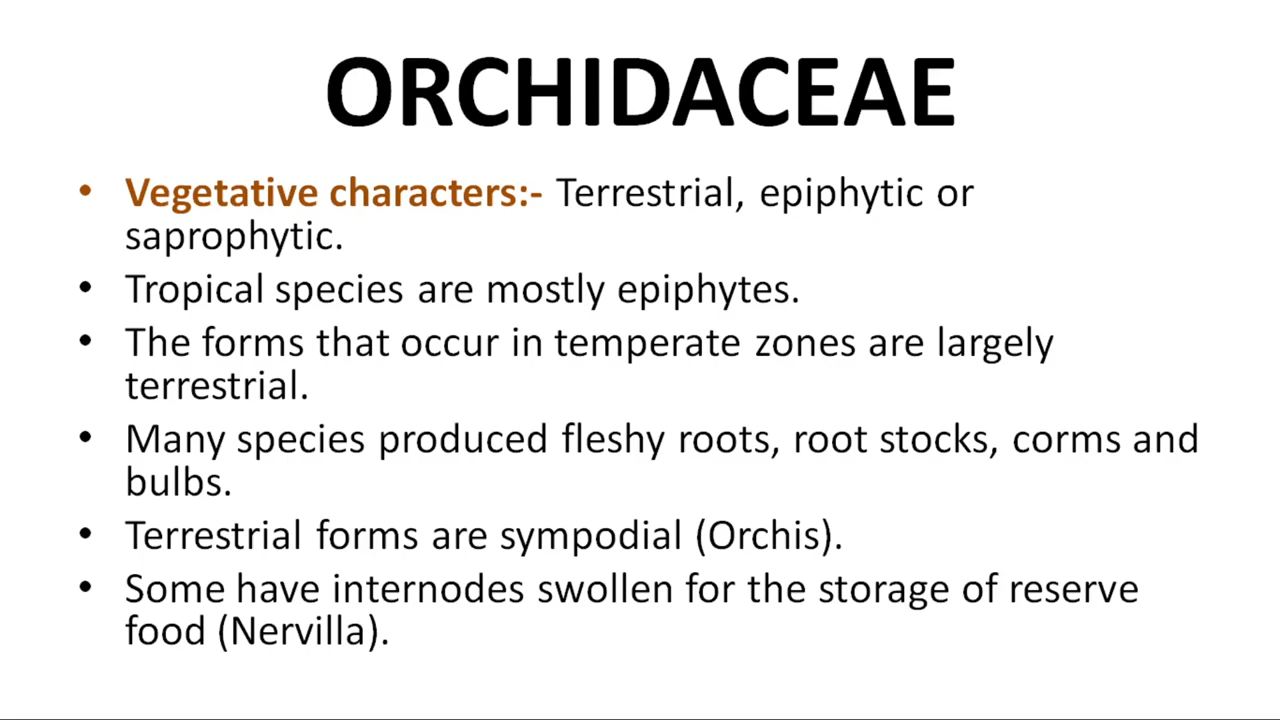 ORCHIDACEAE
• Vegetative characters:- Terrestrial, epiphytic or
saprophytic.
• Tropical species are mostly epiphytes.
• The forms that occur in temperate zones are largely
terrestrial.
• Many species produced fleshy roots, root stocks, corms and
bulbs.
• Terrestrial forms are sympodial (Orchis).
• Some have internodes swollen for the storage of reserve
food (Nervilla).